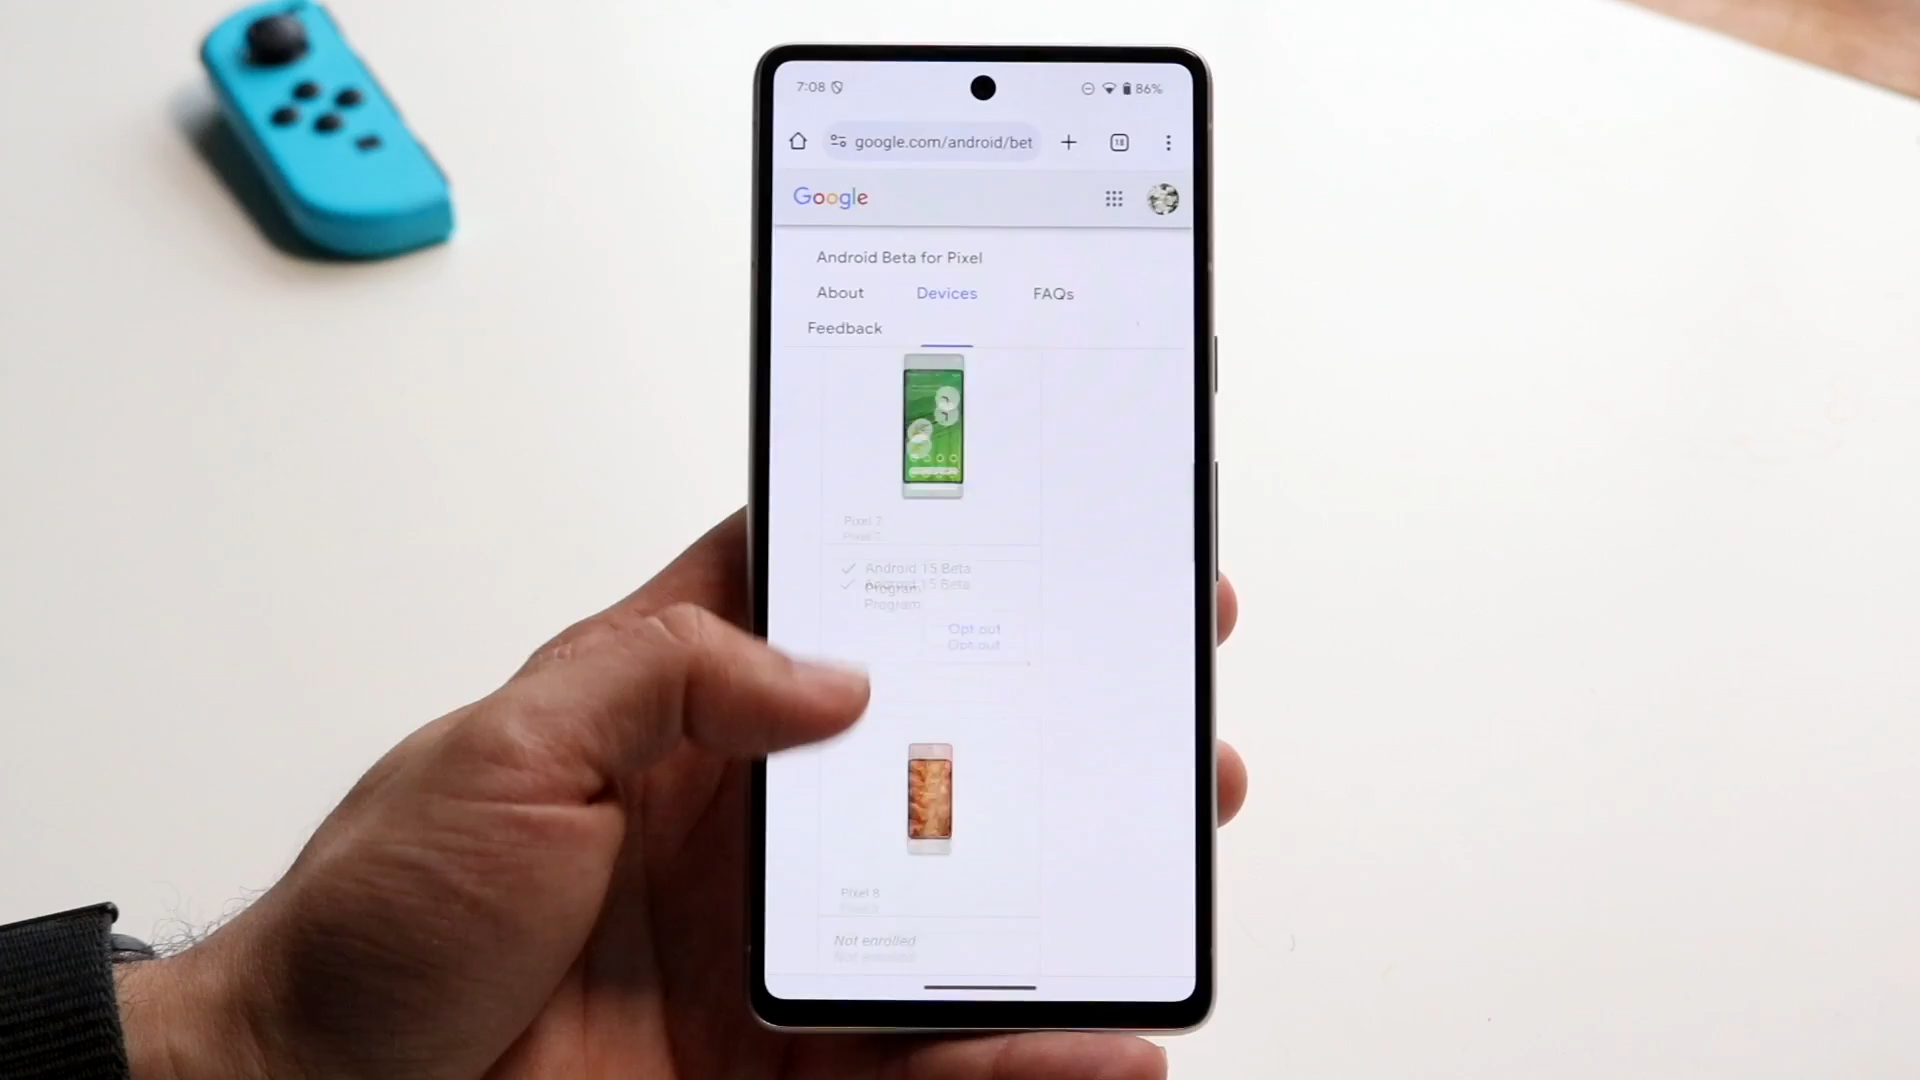 7:08 86%
google.com/android/bet 18
Google
Android Beta for Pixel
About Devices FAQs
Feedback
Pixel 7
Pixel 7
Android 15 Beta
Android 15 Beta
Program
Program
Opt out
Opt out
Pixel 8
Pixel 8
Not enrolled
Not enrolled